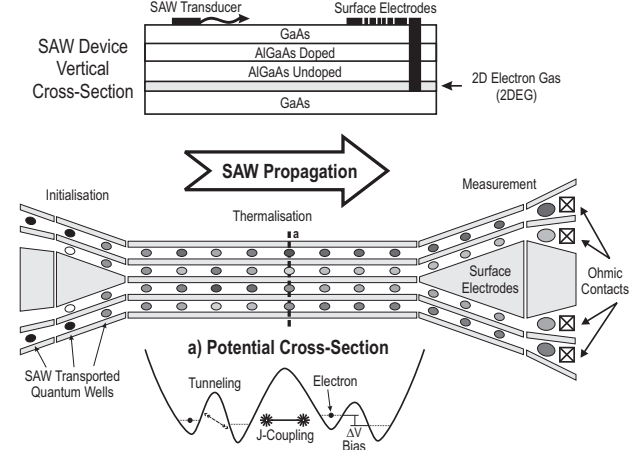 SAW Transducer
Surface Electrodes
SAW Device
Vertical
Cross-Section
GaAs
AlGaAs Doped
AlGaAs Undoped
GaAs
2D Electron Gas
(2DEG)
SAW Propagation
Initialisation
Measurement
Thermalisation
a
Surface
Electrodes
Ohmic
Contacts
SAW Transported
Quantum Wells
a) Potential Cross-Section
Tunneling
Electron
J-Coupling
ΔV
Bias